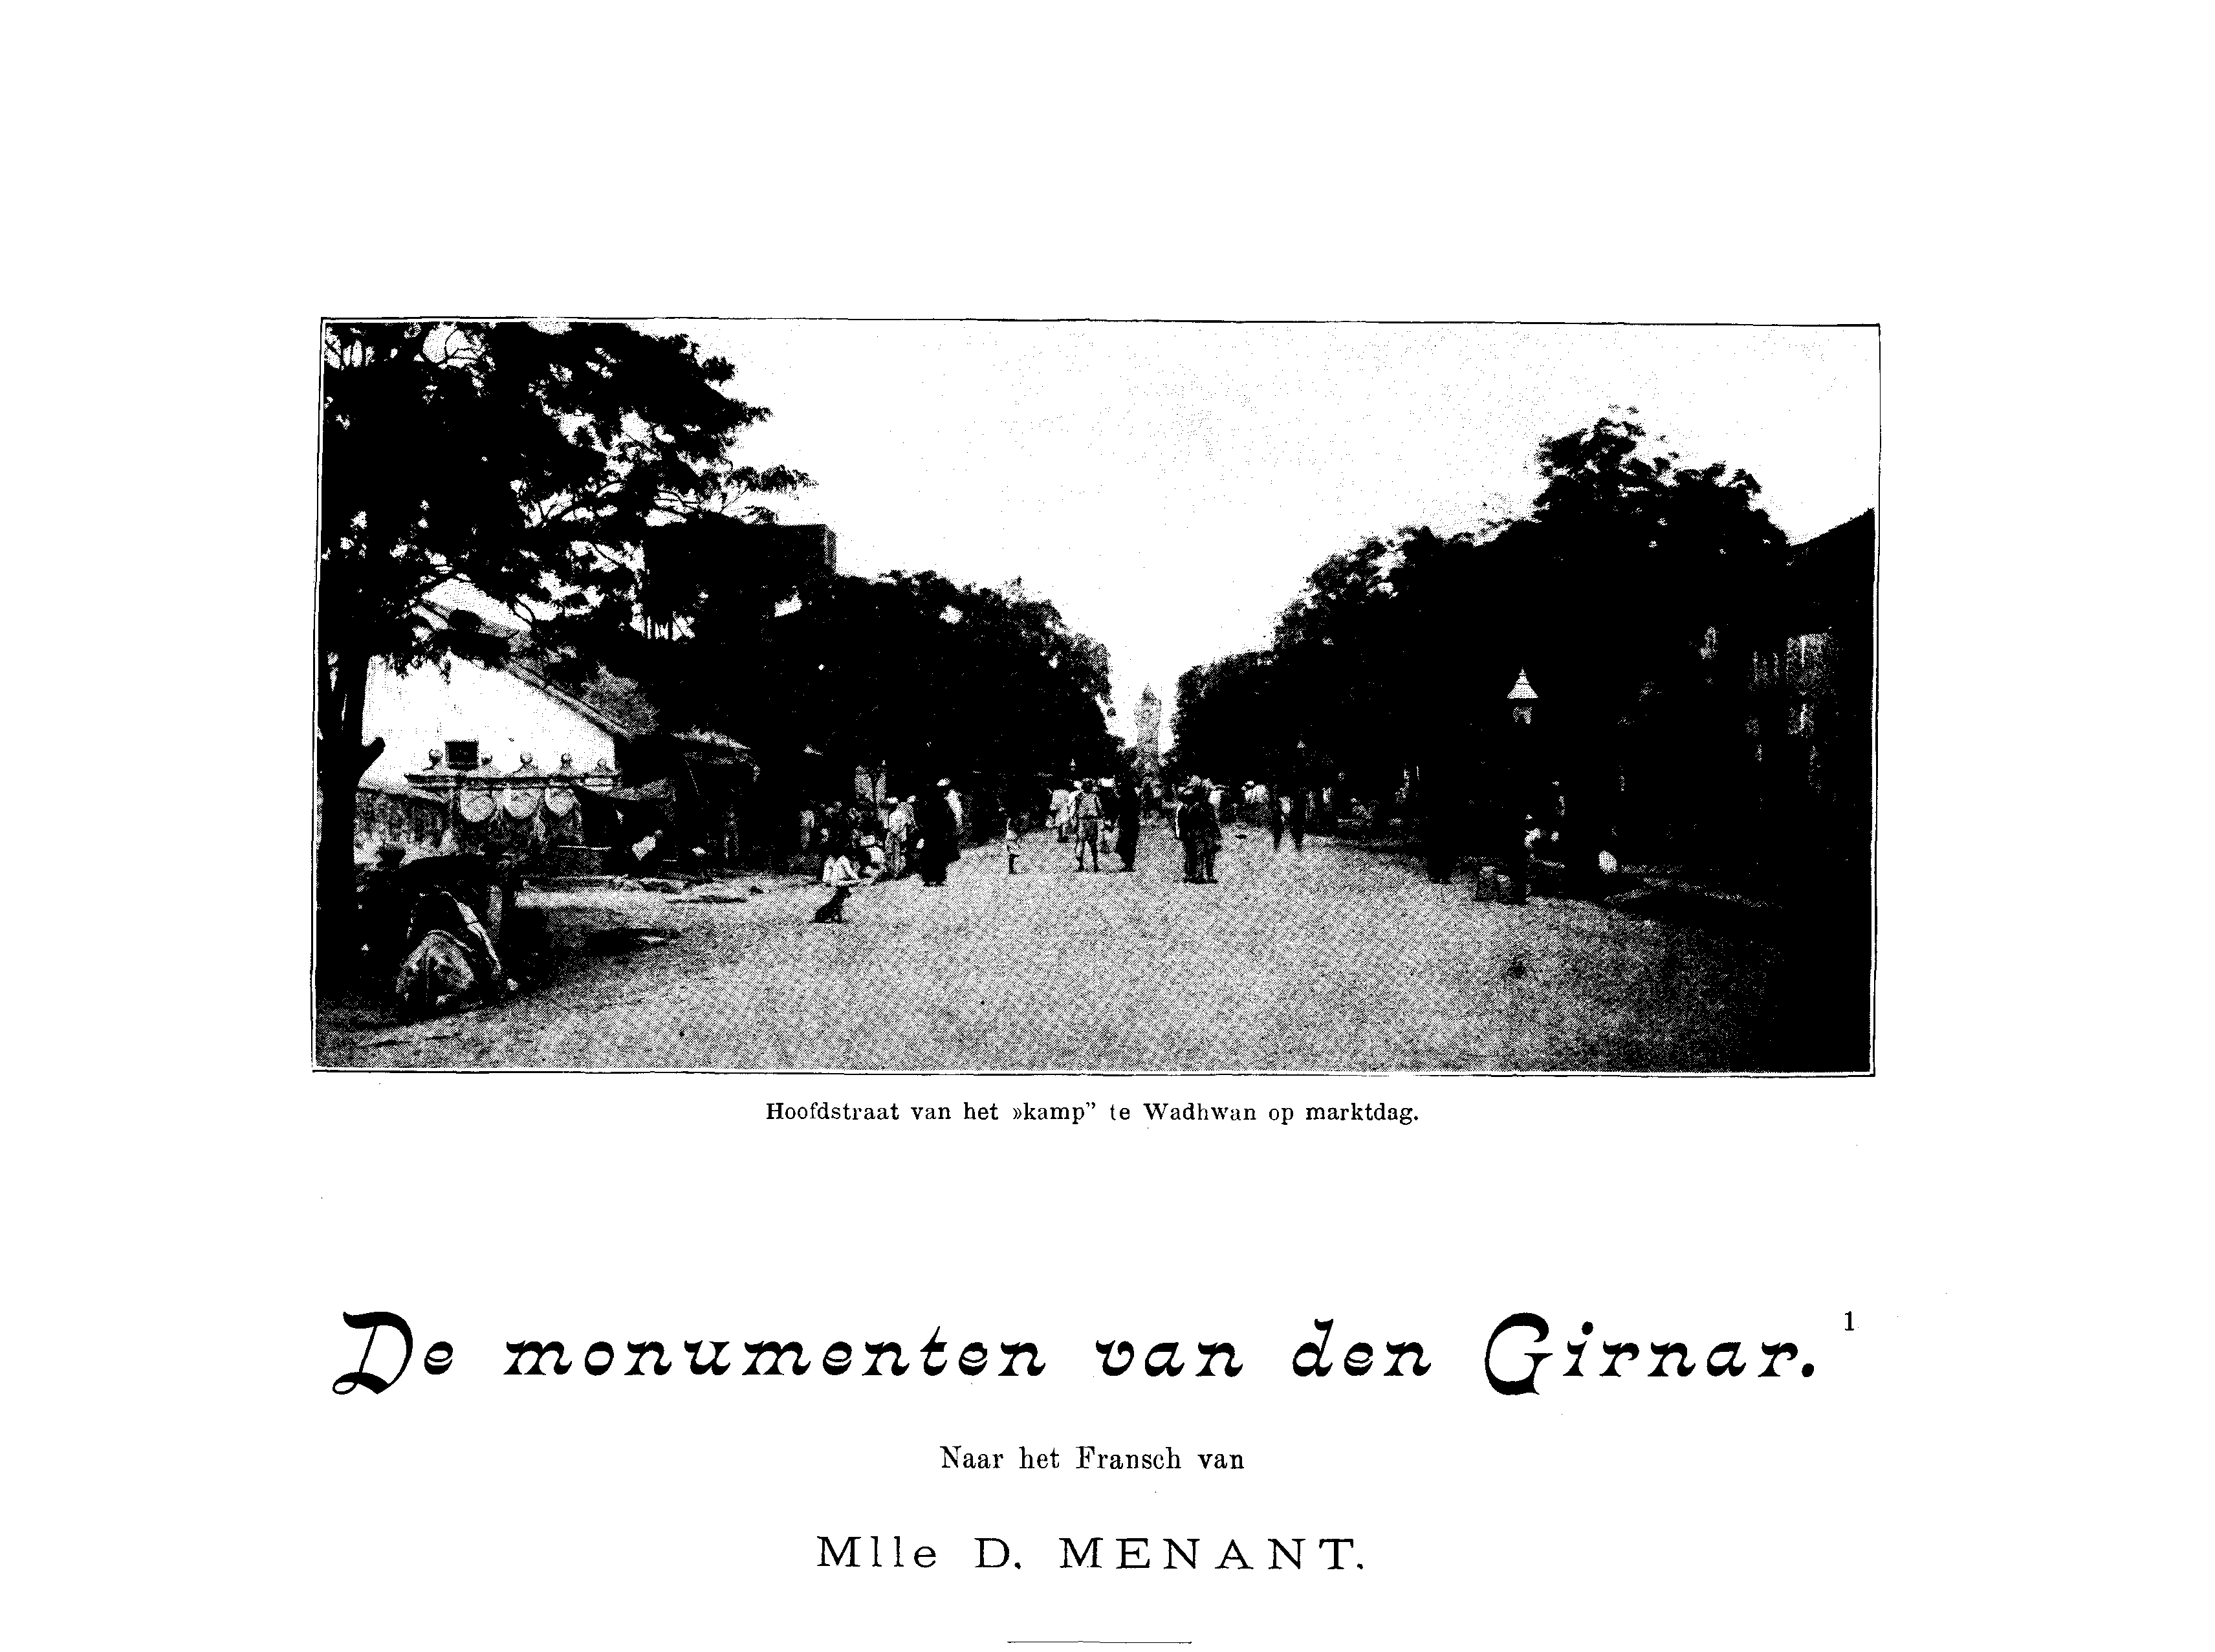 Hoofdstraat van het »kamp” te Wadhwan op marktdag.
De monumenten van den Girnar. 1
Naar het Fransch van
Mlle D. MENANT.